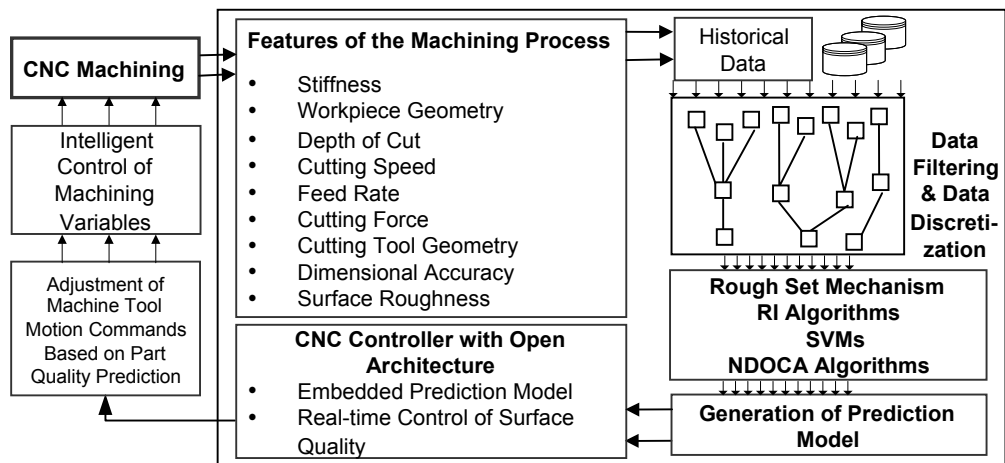 CNC Machining
Intelligent
Control of
Machining
Variables
Adjustment of
Machine Tool
Motion Commands
Based on Part
Quality Prediction
Features of the Machining Process
• Stiffness
• Workpiece Geometry
• Depth of Cut
• Cutting Speed
• Feed Rate
• Cutting Force
• Cutting Tool Geometry
• Dimensional Accuracy
• Surface Roughness
CNC Controller with Open
Architecture
• Embedded Prediction Model
• Real-time Control of Surface
Quality
Historical
Data
Data
Filtering
& Data
Discreti-
zation
Rough Set Mechanism
RI Algorithms
SVMs
NDOCA Algorithms
Generation of Prediction
Model